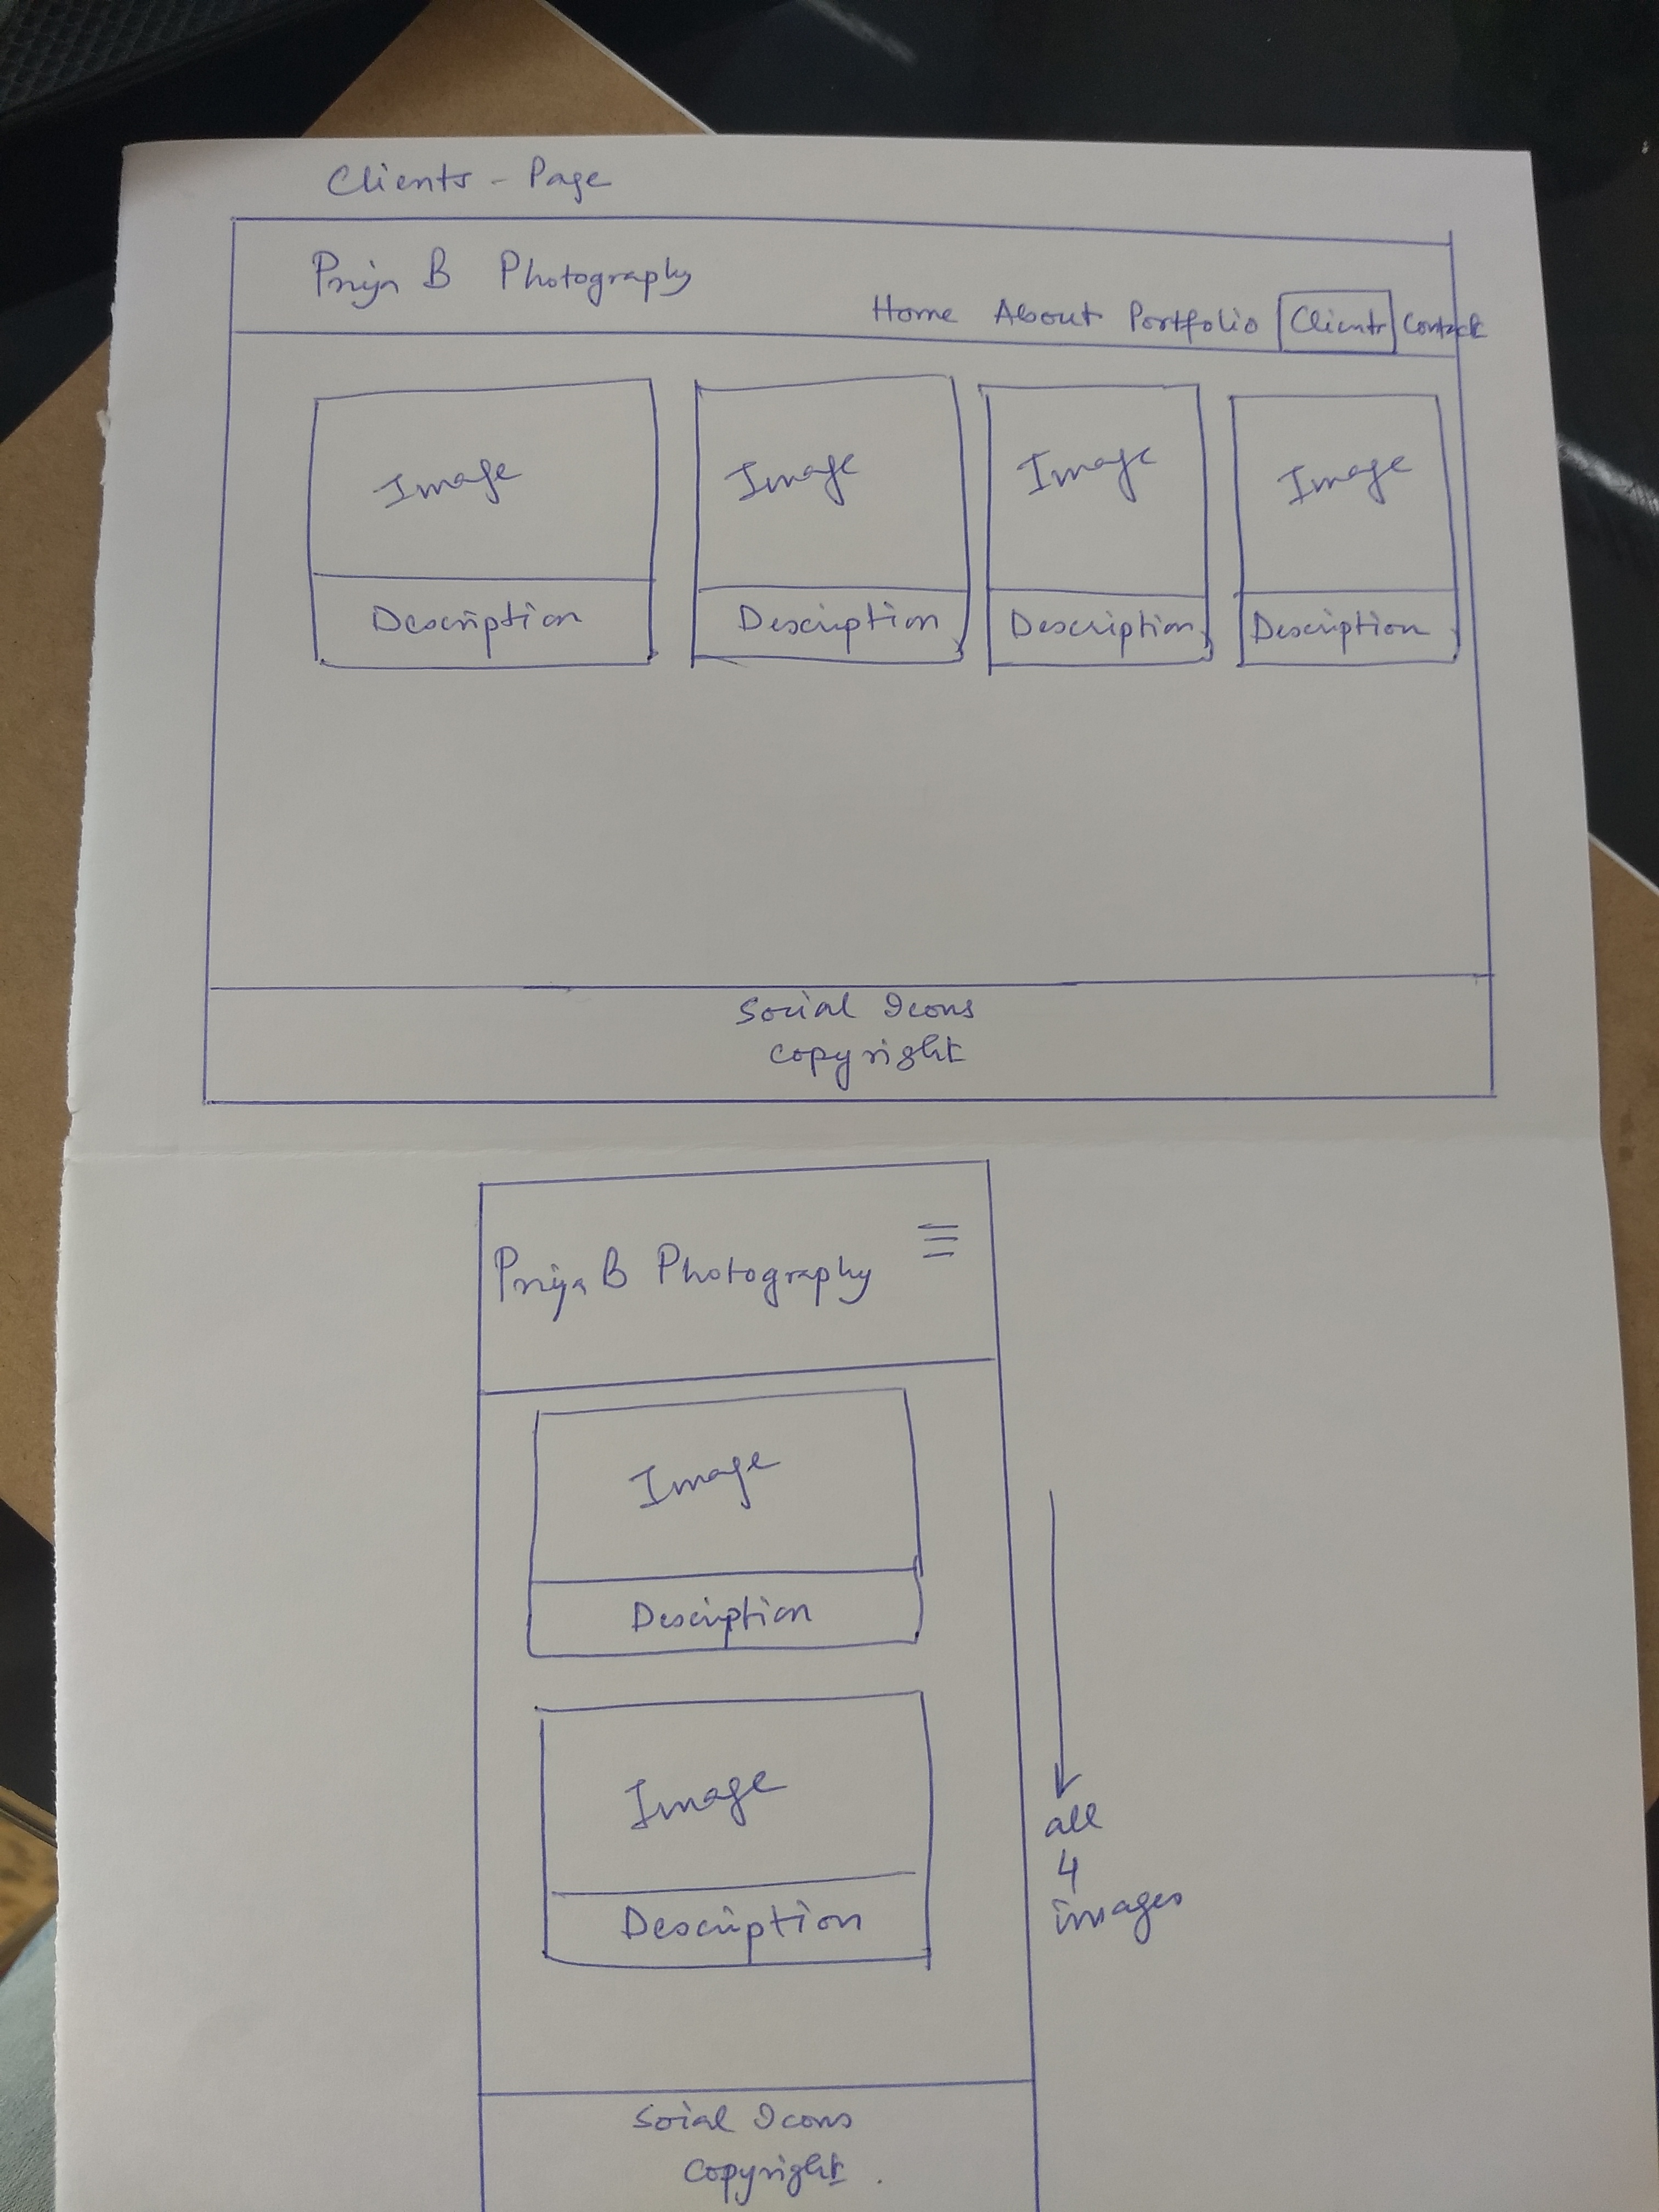 Clients - Page
Priya B Photography
Home About Portfolio Clients Contact
Image Image Image Image
Description Description Description Description
Social Icons
Copyright
Priya B Photography
Image
Description
Image
Description
all
4
images
Soial Icons
Copyright.